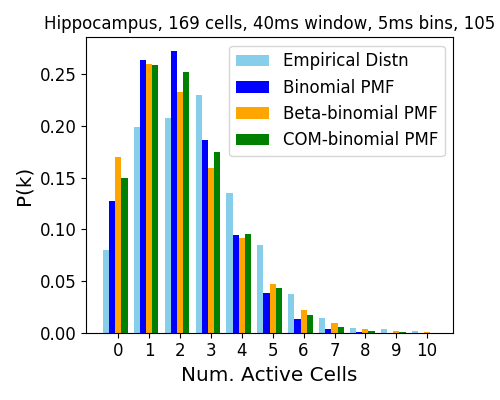 Hippocampus, 169 cells, 40ms window, 5ms bins, 105
Empirical Distn
Binomial PMF
Beta-binomial PMF
COM-binomial PMF
P(k)
0.25
0.20
0.15
0.10
0.05
0.00
0 1 2 3 4 5 6 7 8 9 10
Num. Active Cells